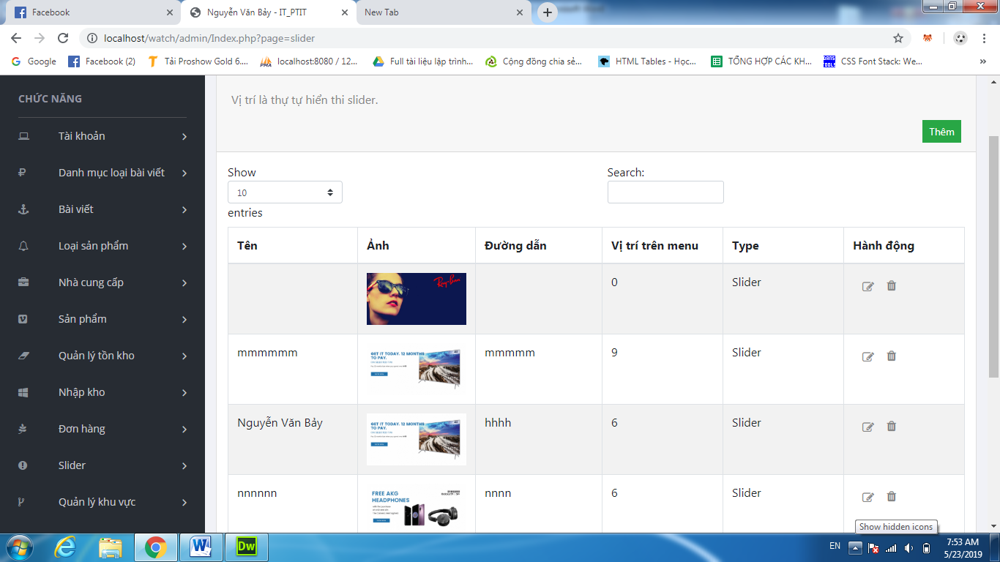 Facebook
Nguyễn Văn Bảy - IT_PTIT
New Tab
localhost/watch/admin/Index.php?page=slider
Google
Facebook (2)
Tải Proshow Gold 6....
localhost:8080 / 12...
Full tài liệu lập trình...
Cộng đồng chia sẻ...
HTML Tables - Học...
TỔNG HỢP CÁC KH...
CSS Font Stack: We...
CHỨC NĂNG
Tài khoản
Danh mục loại bài viết
Bài viết
Loại sản phẩm
Nhà cung cấp
Sản phẩm
Quản lý tồn kho
Nhập kho
Đơn hàng
Slider
Quản lý khu vực
Vị trí là thự tự hiển thi slider.
Thêm
Show
10
entries
Search:
Tên Ảnh Đường dẫn Vị trí trên menu Type Hành động
Ray-Ban
0 Slider
mmmmmm
GET IT TODAY. 12 MONTHS
TO PAY.
mmmmm 9 Slider
Nguyễn Văn Bảy
GET IT TODAY. 12 MONTHS
TO PAY.
hhhh 6 Slider
nnnnnn
FREE AKG
HEADPHONES
nnnn 6 Slider
Show hidden icons
W
Dw
EN
7:53 AM
5/23/2019